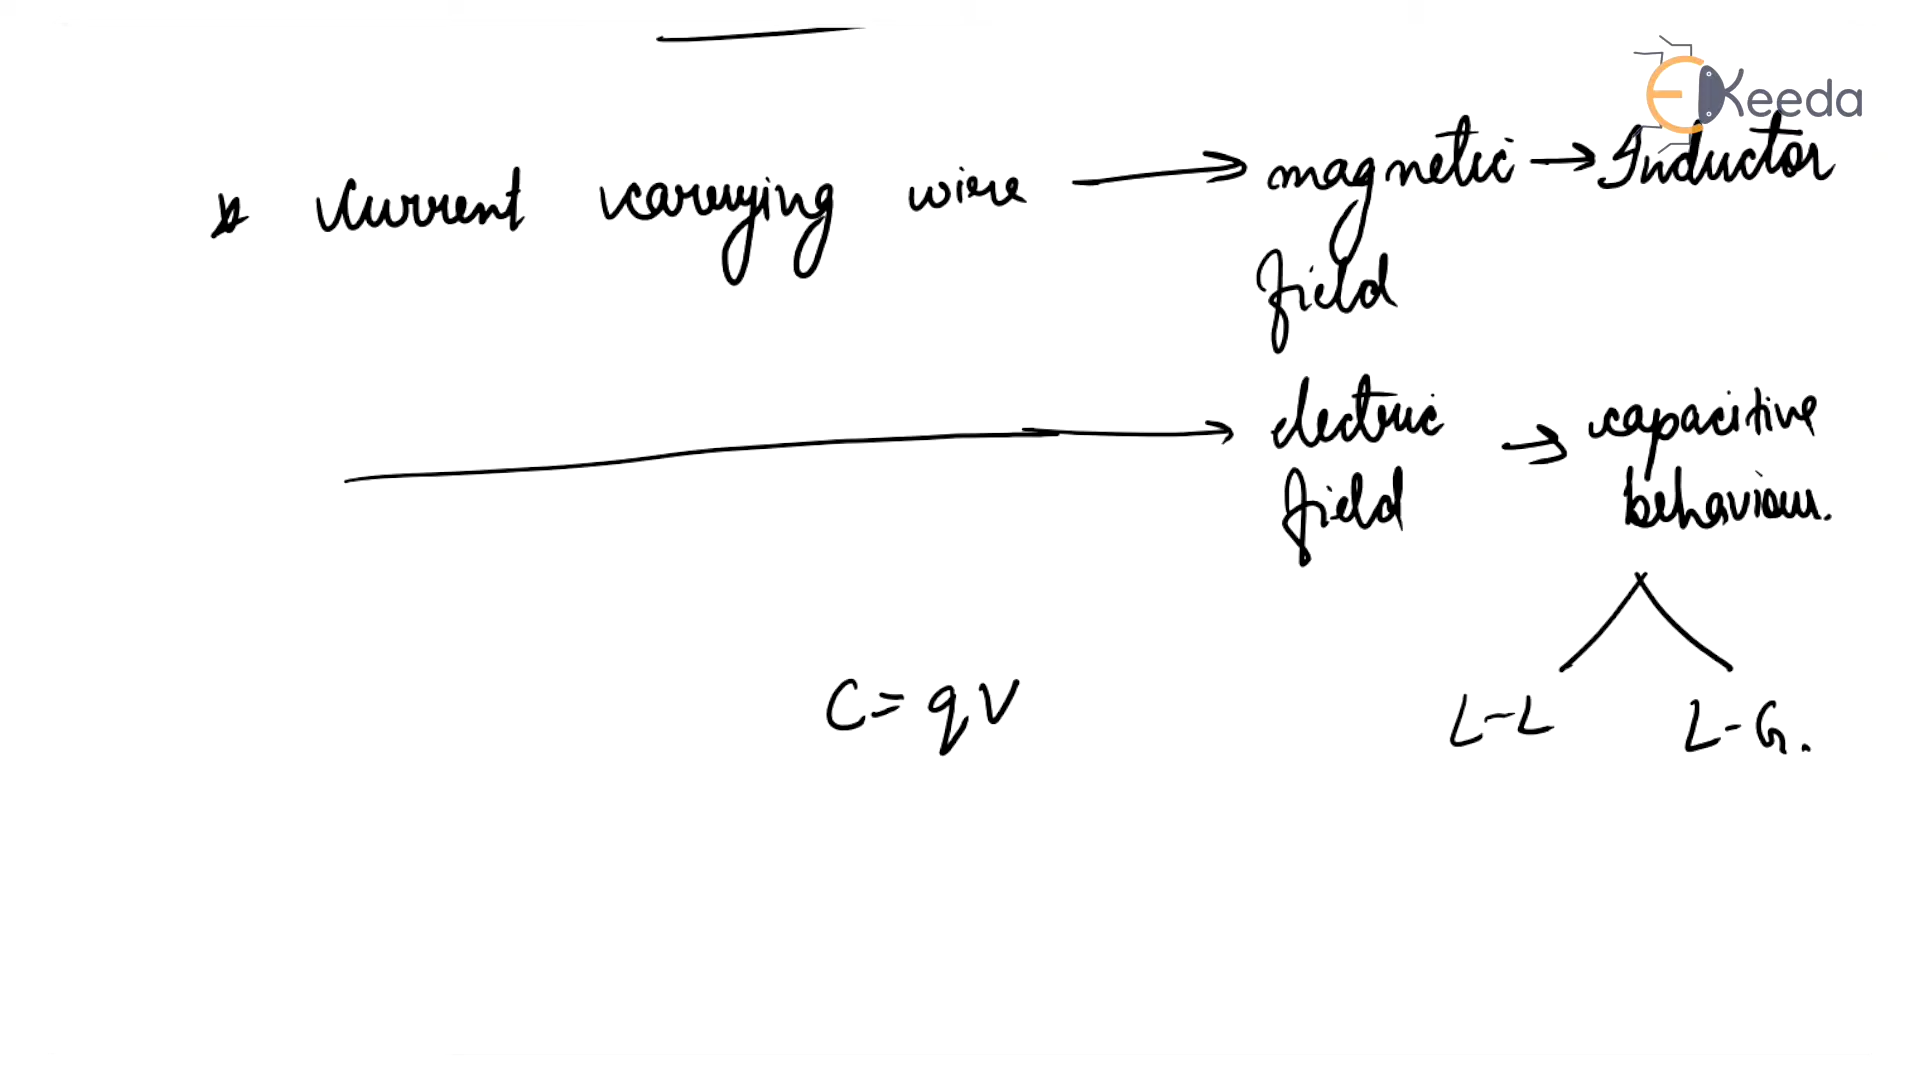 EKeeda
* Current carrying wire → magnetic → Inductor
field
→ electric → capacitive
field behaviour.
C = qV
L-L L-G.